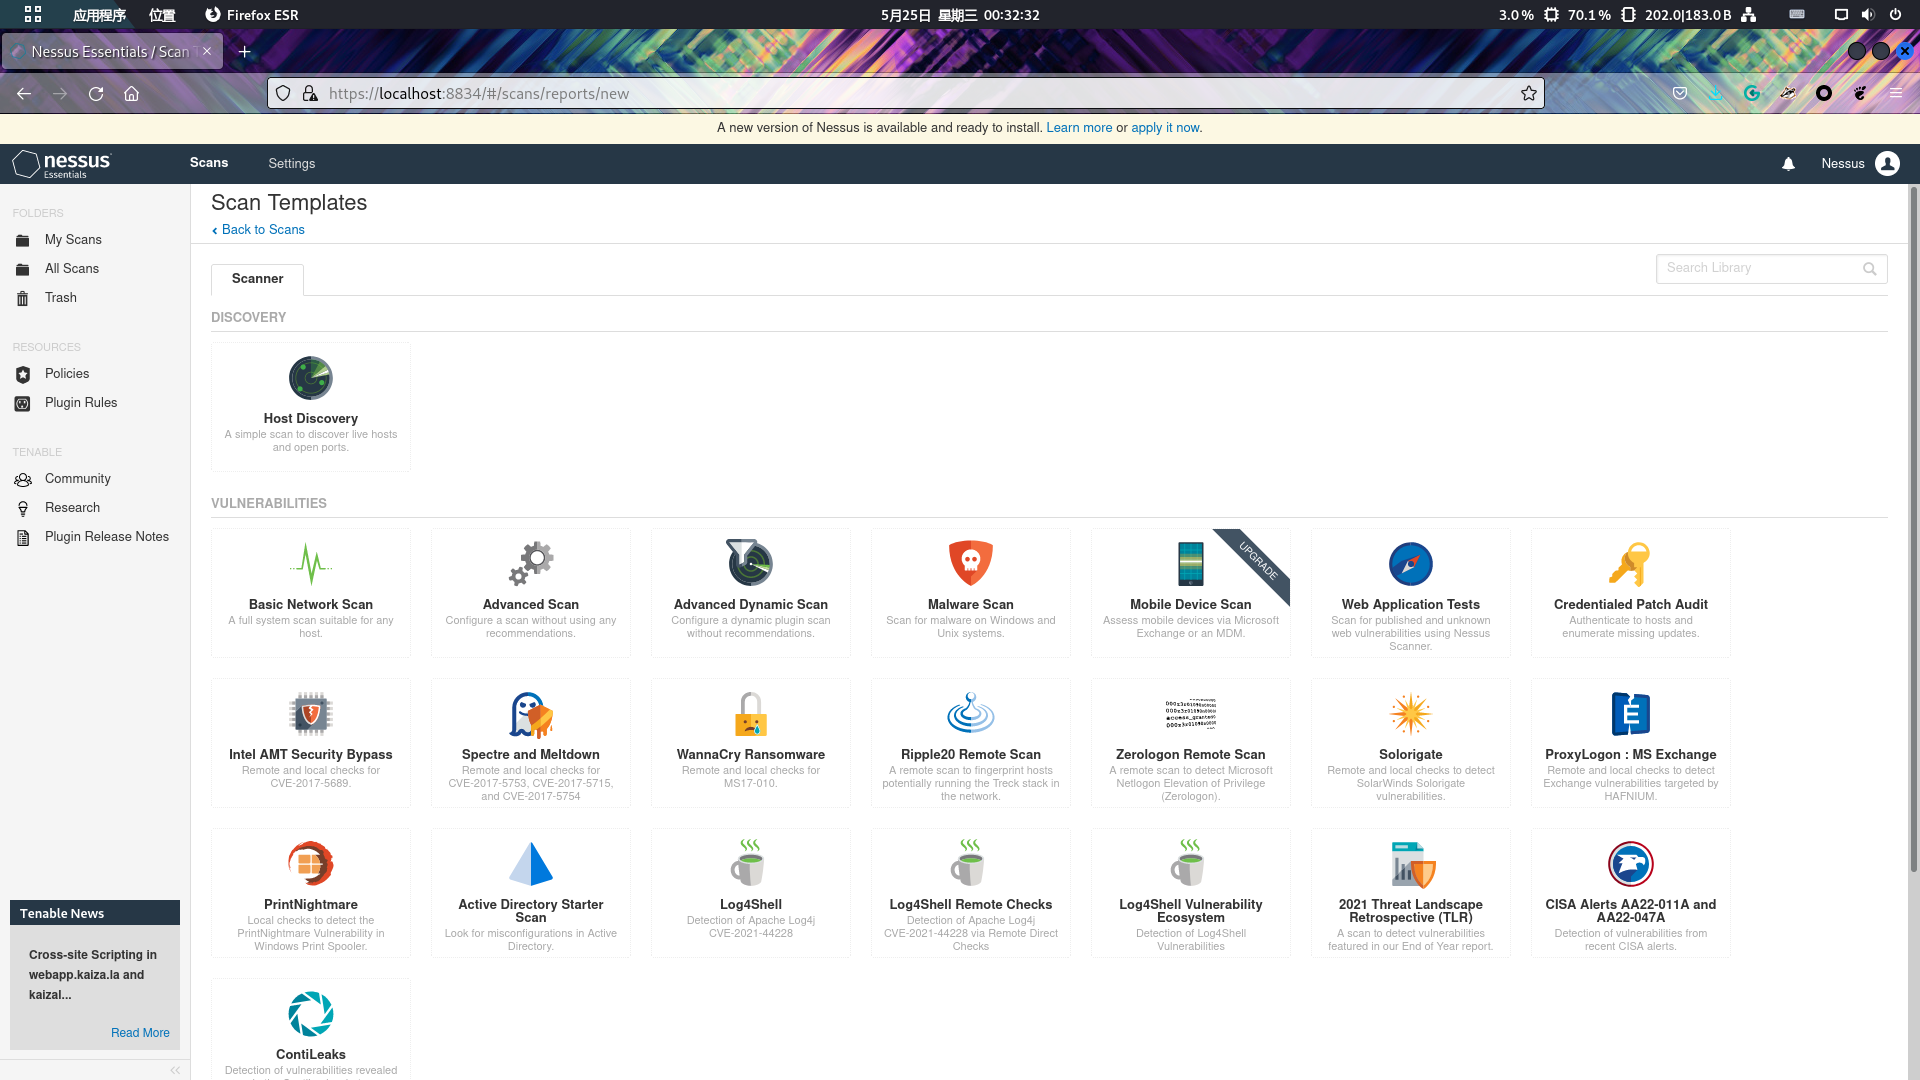 应用程序 位置 Firefox ESR 5月25日 星期三 00:32:32 3.0% 70.1% 202.0|183.0 B
Nessus Essentials / Scan
https://localhost:8834/#/scans/reports/new
A new version of Nessus is available and ready to install. Learn more or apply it now.
nessus
Essentials
Scans Settings Nessus
FOLDERS
My Scans
All Scans
Trash
RESOURCES
Policies
Plugin Rules
TENABLE
Community
Research
Plugin Release Notes
Tenable News
Cross-site Scripting in
webapp.kaiza.la and
kaizal...
Read More
Scan Templates
Back to Scans
Scanner
Search Library
DISCOVERY
Host Discovery
A simple scan to discover live hosts
and open ports.
VULNERABILITIES
Basic Network Scan
A full system scan suitable for any
host.
Advanced Scan
Configure a scan without using any
recommendations.
Advanced Dynamic Scan
Configure a dynamic plugin scan
without recommendations.
Malware Scan
Scan for malware on Windows and
Unix systems.
UPGRADE
Mobile Device Scan
Assess mobile devices via Microsoft
Exchange or an MDM.
Web Application Tests
Scan for published and unknown
web vulnerabilities using Nessus
Scanner.
Credentialed Patch Audit
Authenticate to hosts and
enumerate missing updates.
Intel AMT Security Bypass
Remote and local checks for
CVE-2017-5689.
Spectre and Meltdown
Remote and local checks for
CVE-2017-5753, CVE-2017-5715,
and CVE-2017-5754
WannaCry Ransomware
Remote and local checks for
MS17-010.
Ripple20 Remote Scan
A remote scan to fingerprint hosts
potentially running the Treck stack in
the network.
Zerologon Remote Scan
A remote scan to detect Microsoft
Netlogon Elevation of Privilege
(Zerologon).
Solorigate
Remote and local checks to detect
SolarWinds Solorigate
vulnerabilities.
ProxyLogon : MS Exchange
Remote and local checks to detect
Exchange vulnerabilities targeted by
HAFNIUM.
PrintNightmare
Local checks to detect the
PrintNightmare Vulnerability in
Windows Print Spooler.
Active Directory Starter
Scan
Look for misconfigurations in Active
Directory.
Log4Shell
Detection of Apache Log4j
CVE-2021-44228
Log4Shell Remote Checks
Detection of Apache Log4j
CVE-2021-44228 via Remote Direct
Checks
Log4Shell Vulnerability
Ecosystem
Detection of Log4Shell
Vulnerabilities
2021 Threat Landscape
Retrospective (TLR)
A scan to detect vulnerabilities
featured in our End of Year report.
CISA Alerts AA22-011A and
AA22-047A
Detection of vulnerabilities from
recent CISA alerts.
ContiLeaks
Detection of vulnerabilities revealed